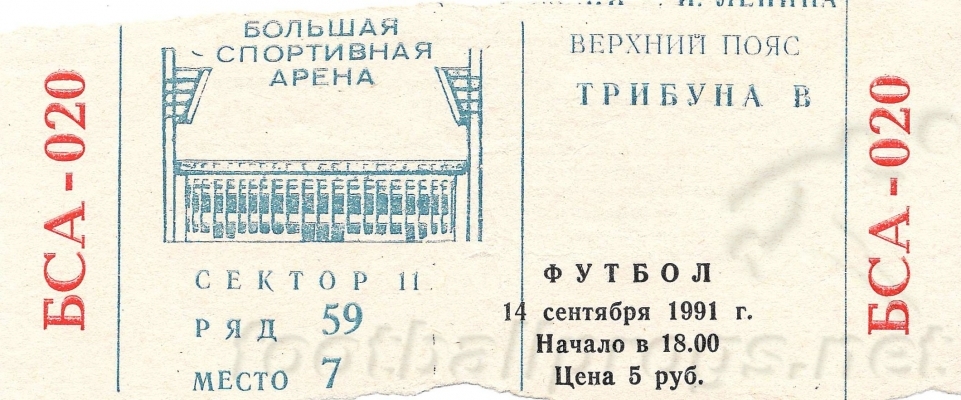 БСА - 020
БОЛЬШАЯ
СПОРТИВНАЯ
АРЕНА
СЕКТОР 11
РЯД 59
МЕСТО 7
ЛЕНИНА
ВЕРХНИЙ ПОЯС
ТРИБУНА В
ФУТБОЛ
14 сентября 1991 г.
Начало в 18.00
Цена 5 руб.
БСА - 020